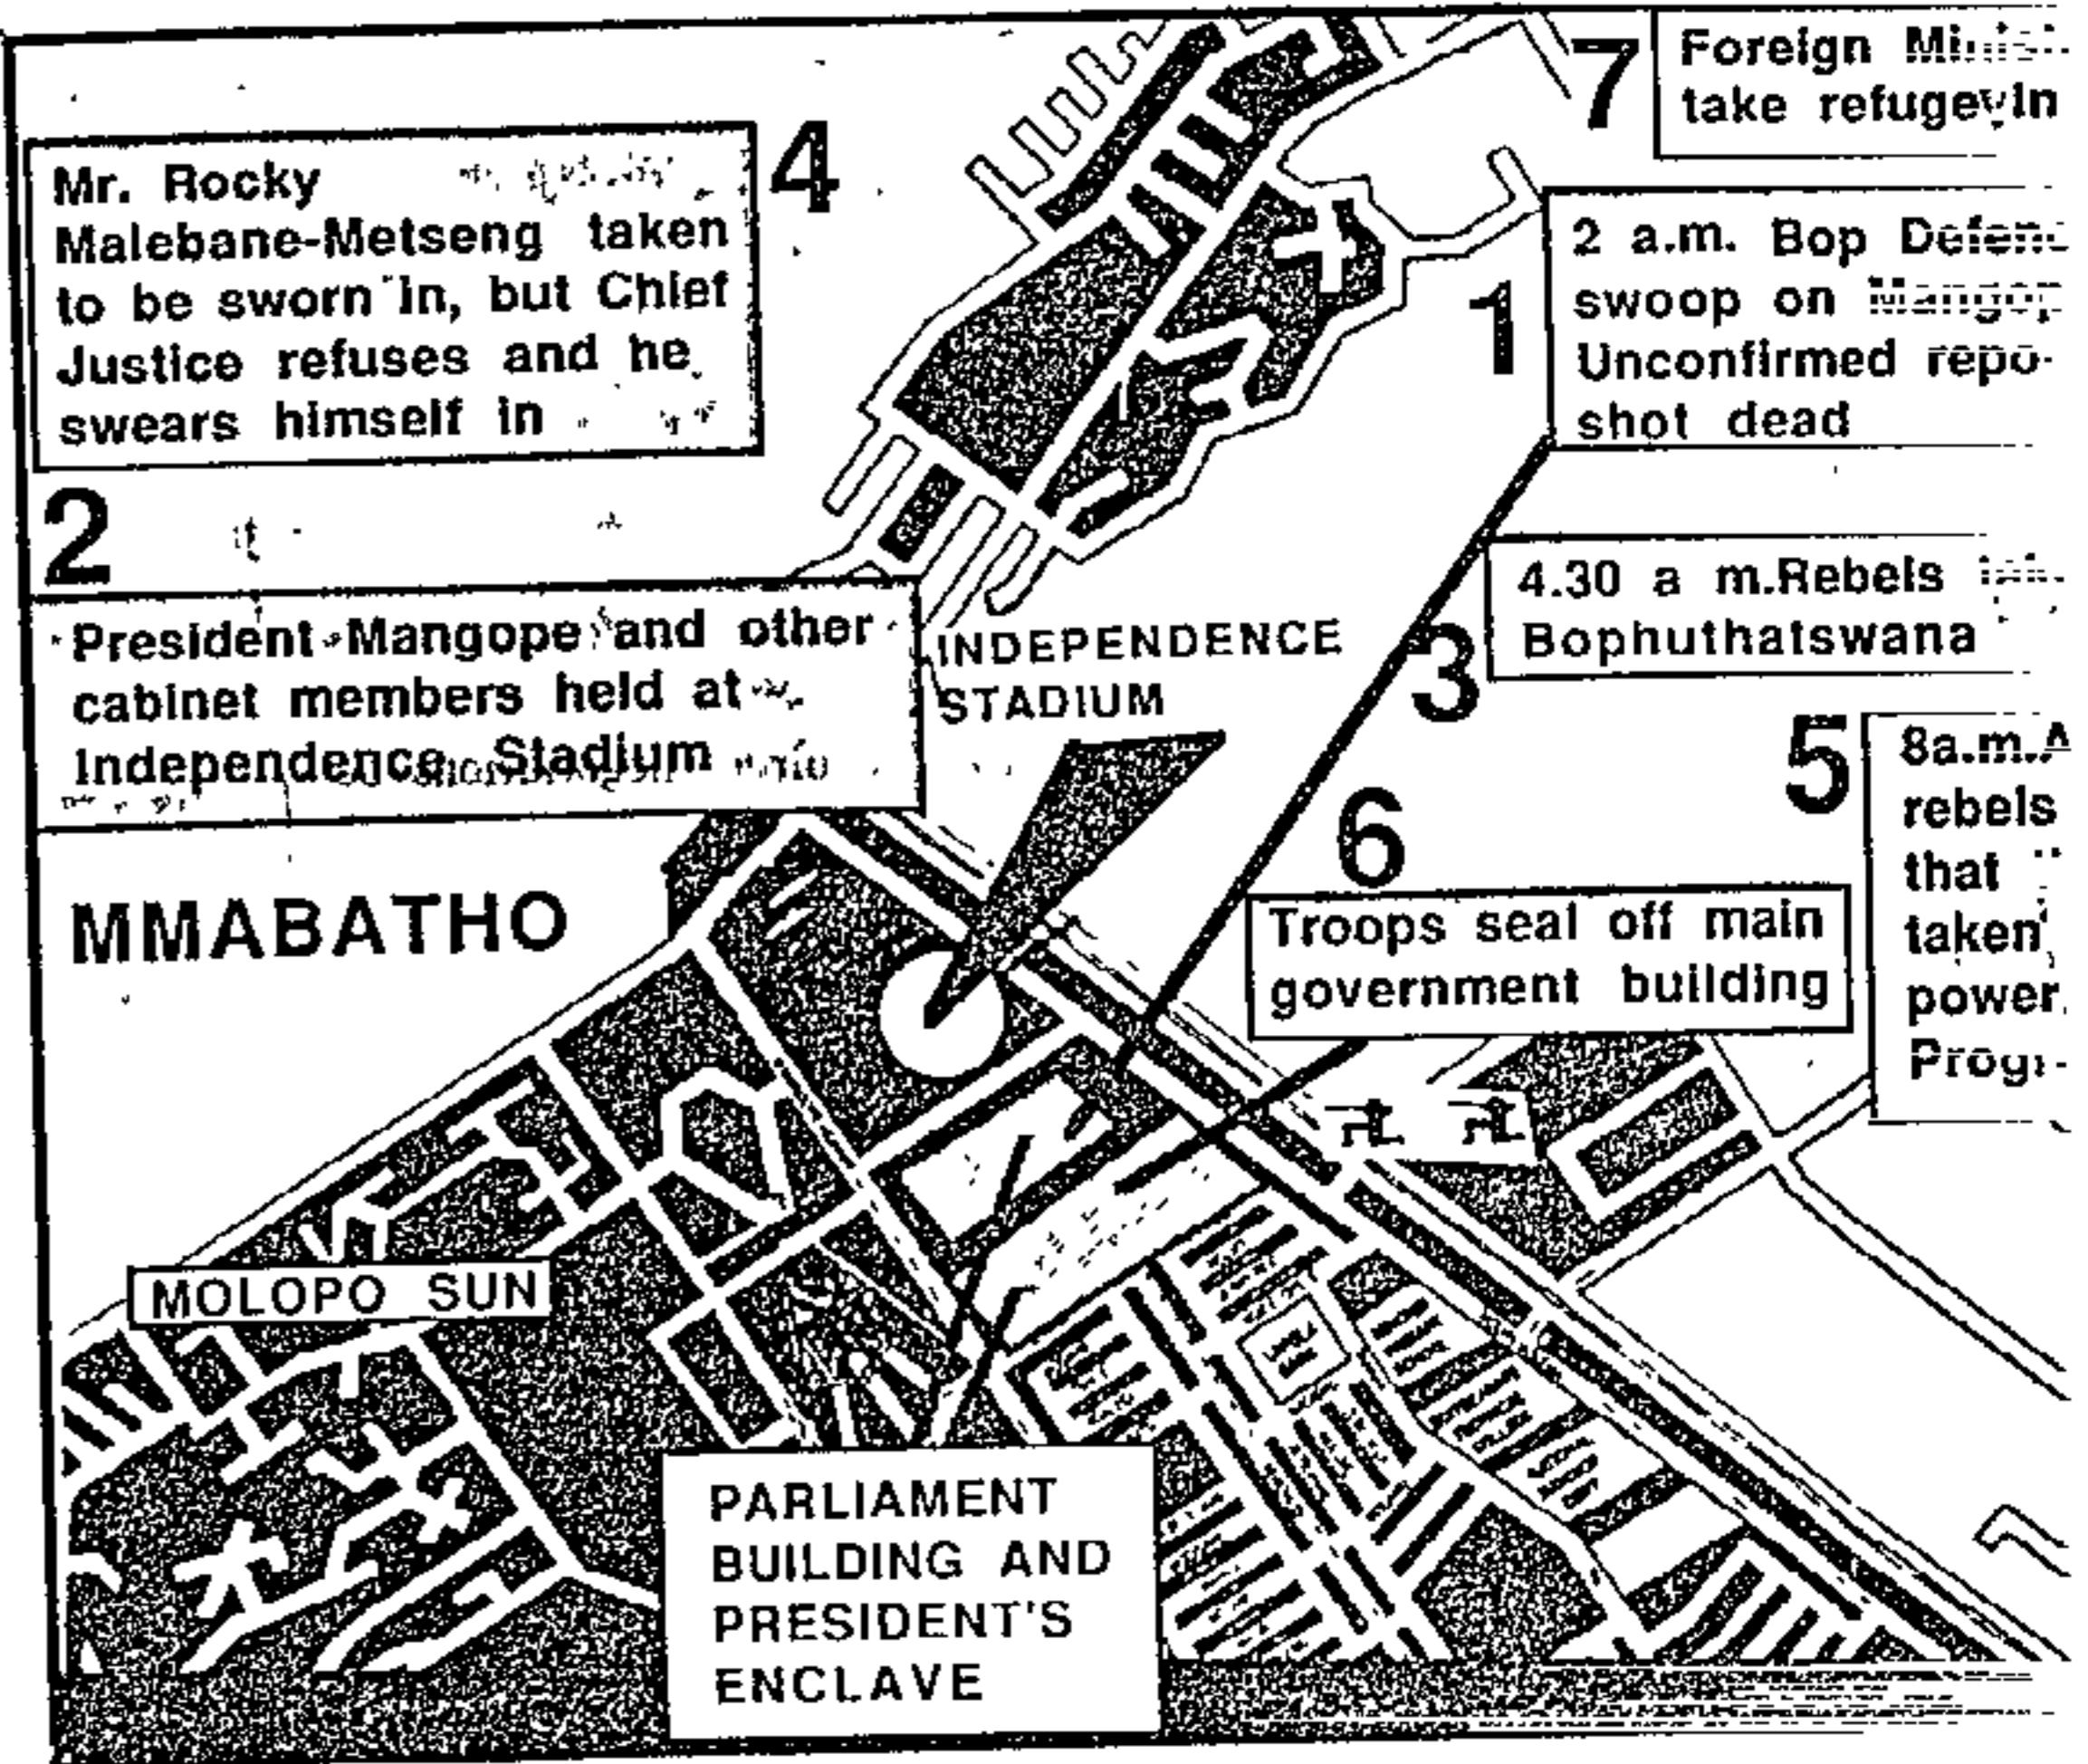 7
Foreign
take refuge in
4
Mr. Rocky
Malebane-Metseng taken
to be sworn in, but Chief
Justice refuses and he
swears himself in
1
2 a.m. Bop
swoop on
Unconfirmed
shot dead
2
President Mangope and other
cabinet members held at
Independence Stadium
INDEPENDENCE
STADIUM
3
4.30 a m.Rebels
Bophuthatswana
5
8a.m.
rebels
that
taken
power.
6
Troops seal off main
government building
MMABATHO
MOLOPO SUN
PARLIAMENT
BUILDING AND
PRESIDENT'S
ENCLAVE